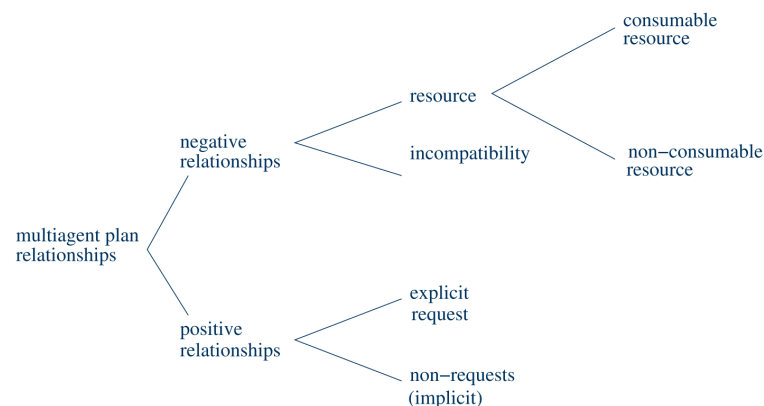 consumable
resource
resource
negative
relationships
incompatibility
non−consumable
resource
multiagent plan
relationships
explicit
request
positive
relationships
non−requests
(implicit)